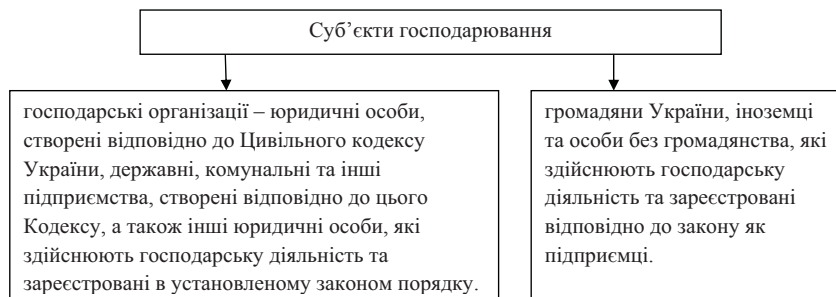 Суб’єкти господарювання
господарські організації – юридичні особи,
створені відповідно до Цивільного кодексу
України, державні, комунальні та інші
підприємства, створені відповідно до цього
Кодексу, а також інші юридичні особи, які
здійснюють господарську діяльність та
зареєстровані в установленому законом порядку.
громадяни України, іноземці
та особи без громадянства, які
здійснюють господарську
діяльність та зареєстровані
відповідно до закону як
підприємці.